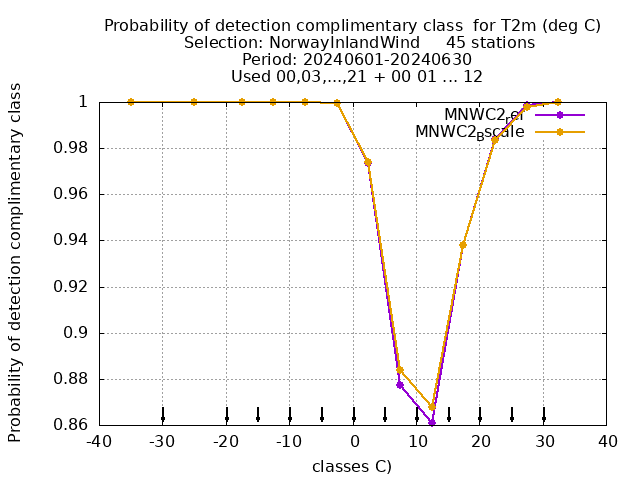 Probability of detection complimentary class  for T2m (deg C)
Selection: NorwayInlandWind     45 stations
Period: 20240601-20240630
Used 00,03,...,21 + 00 01 ... 12
Probability of detection complimentary class
1
0.98
0.96
0.94
0.92
0.9
0.88
0.86
MNWC2_ref
MNWC2_Bscale
-40
-30
-20
-10
0
10
20
30
40
classes C)